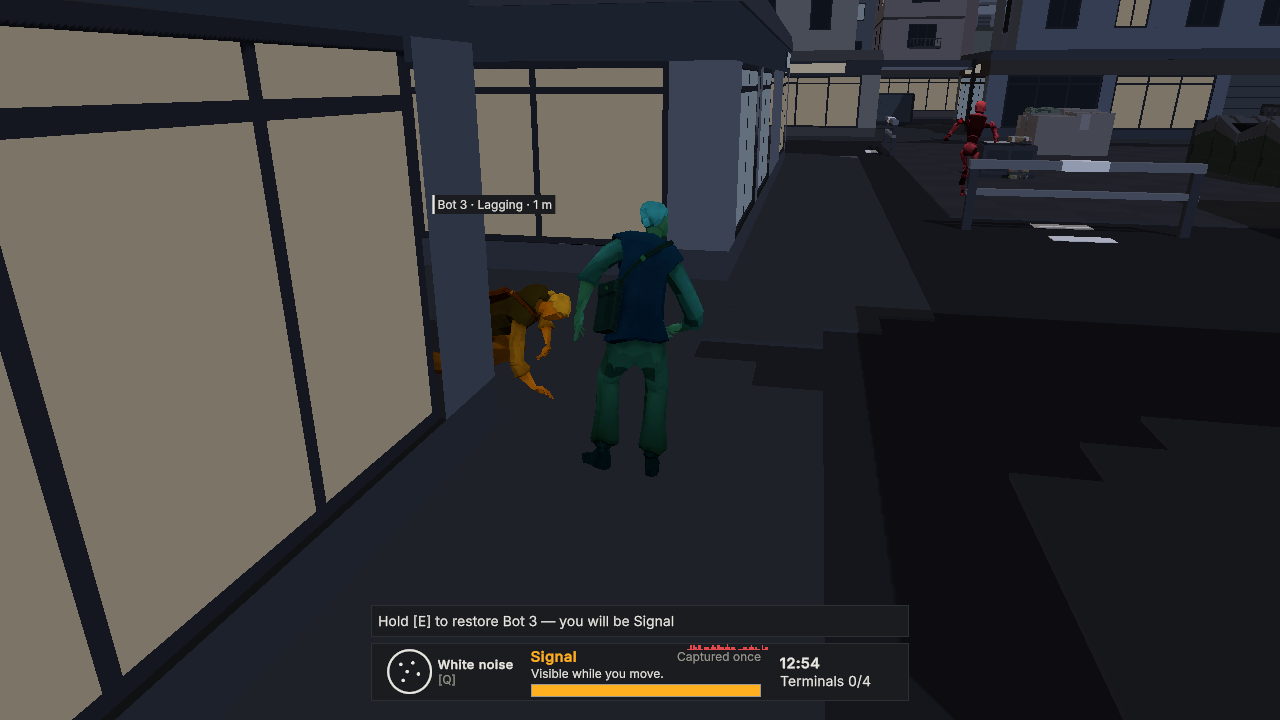 Bot 3 · Lagging · 1 m
Hold [E] to restore Bot 3 — you will be Signal
White noise
[Q]
Signal
Captured once
Visible while you move.
12:54
Terminals 0/4